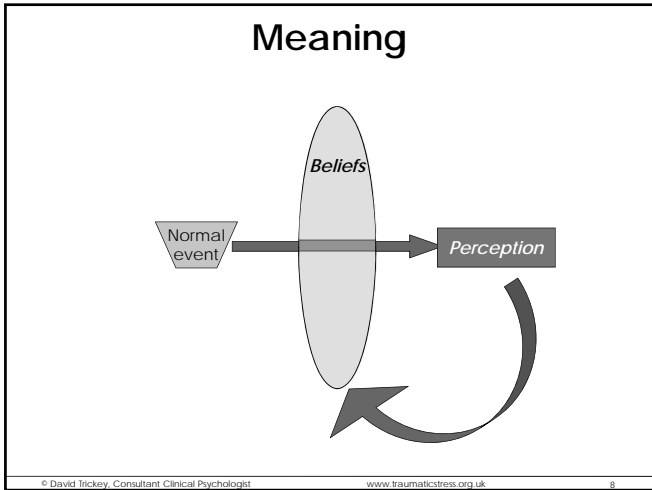 Meaning
Beliefs
Normal
event
Perception
© David Trickey, Consultant Clinical Psychologist www.traumaticstress.org.uk 8